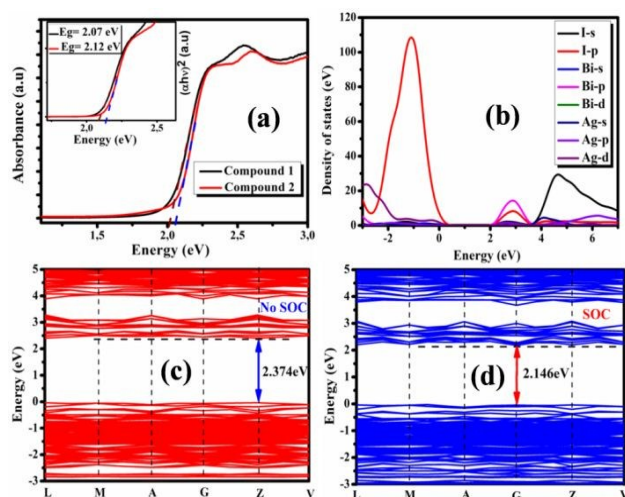 Eg= 2.07 eV
Eg= 2.12 eV
(αhν)² (a.u)
2,0
2,5
Energy (eV)
Absorbance (a.u)
(a)
Compound 1
Compound 2
1.5
2.0
2.5
3.0
Energy (eV)
Density of states (eV)
120
100
80
60
40
20
0
(b)
I-s
I-p
Bi-s
Bi-p
Bi-d
Ag-s
Ag-p
Ag-d
-2
0
2
4
6
Energy (eV)
Energy (eV)
5
4
3
2
1
0
-1
-2
-3
No SOC
(c)
2.374eV
L M A G Z V
Energy (eV)
5
4
3
2
1
0
-1
-2
-3
SOC
(d)
2.146eV
L M A G Z V